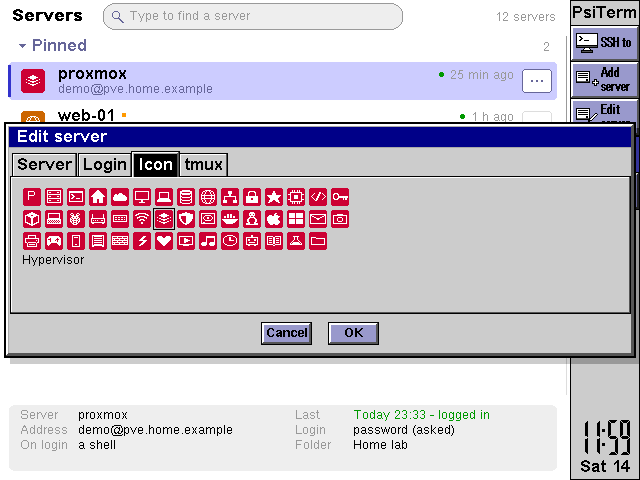 Servers
Type to find a server
12 servers
PsiTerm
Pinned
2
SSH to
proxmox
25 min ago
demo@pve.home.example
Add server
web-01
1 h ago
Edit
Edit server
Server Login Icon tmux
Hypervisor
Cancel OK
Server proxmox
Last Today 23:33 - logged in
Address demo@pve.home.example
Login password (asked)
On login a shell
Folder Home lab
11:59
Sat 14